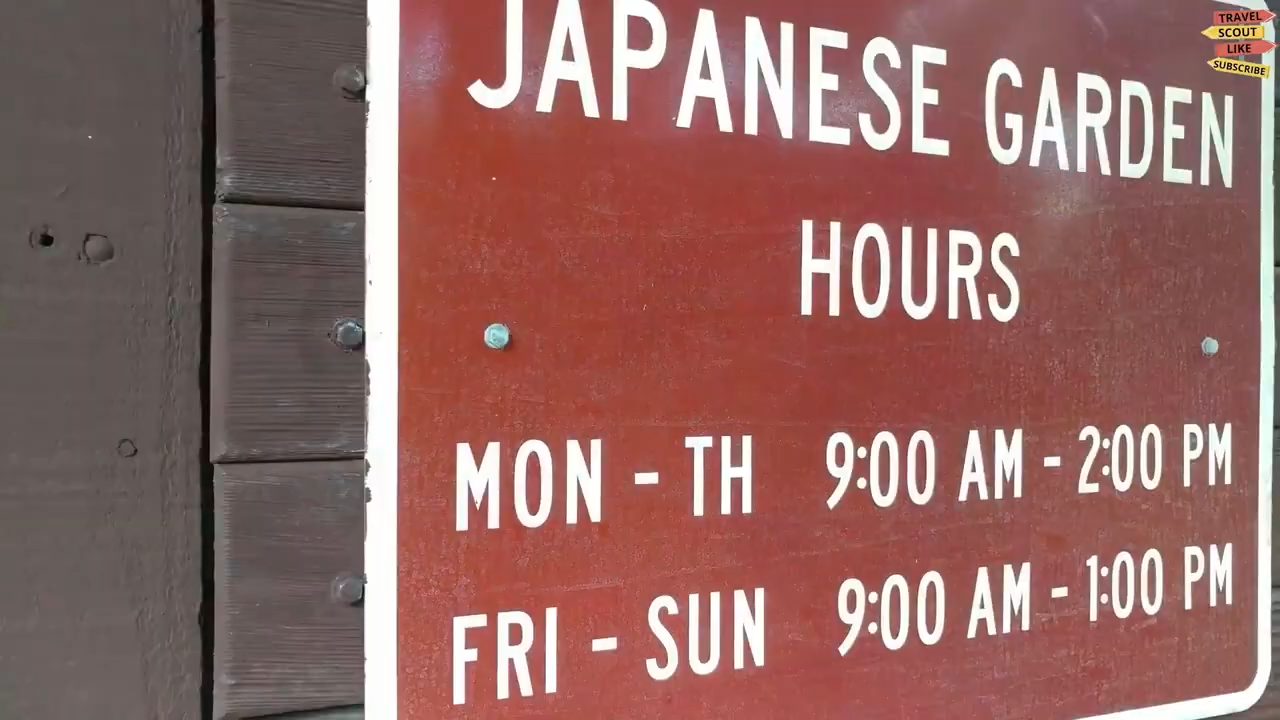 JAPANESE GARDEN
HOURS
MON - TH 9:00 AM - 2:00 PM
FRI - SUN 9:00 AM - 1:00 PM
TRAVEL
SCOUT
LIKE
SUBSCRIBE